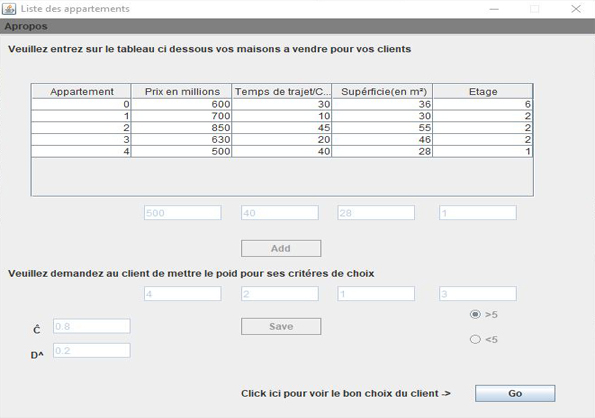 Liste des appartements
Apropos
Veuillez entrez sur le tableau ci dessous vos maisons a vendre pour vos clients
Appartement Prix en millions Temps de trajet/C... Supérficie(en m²) Etage
0 600 30 36 6
1 700 10 30 2
2 850 45 55 2
3 630 20 46 2
4 500 40 28 1
500 40 28 1
Add
Veuillez demandez au client de mettre le poid pour ses critéres de choix
4 2 1 3
>5
Ĉ 0.8 Save
<5
D^ 0.2
Click ici pour voir le bon choix du client -> Go